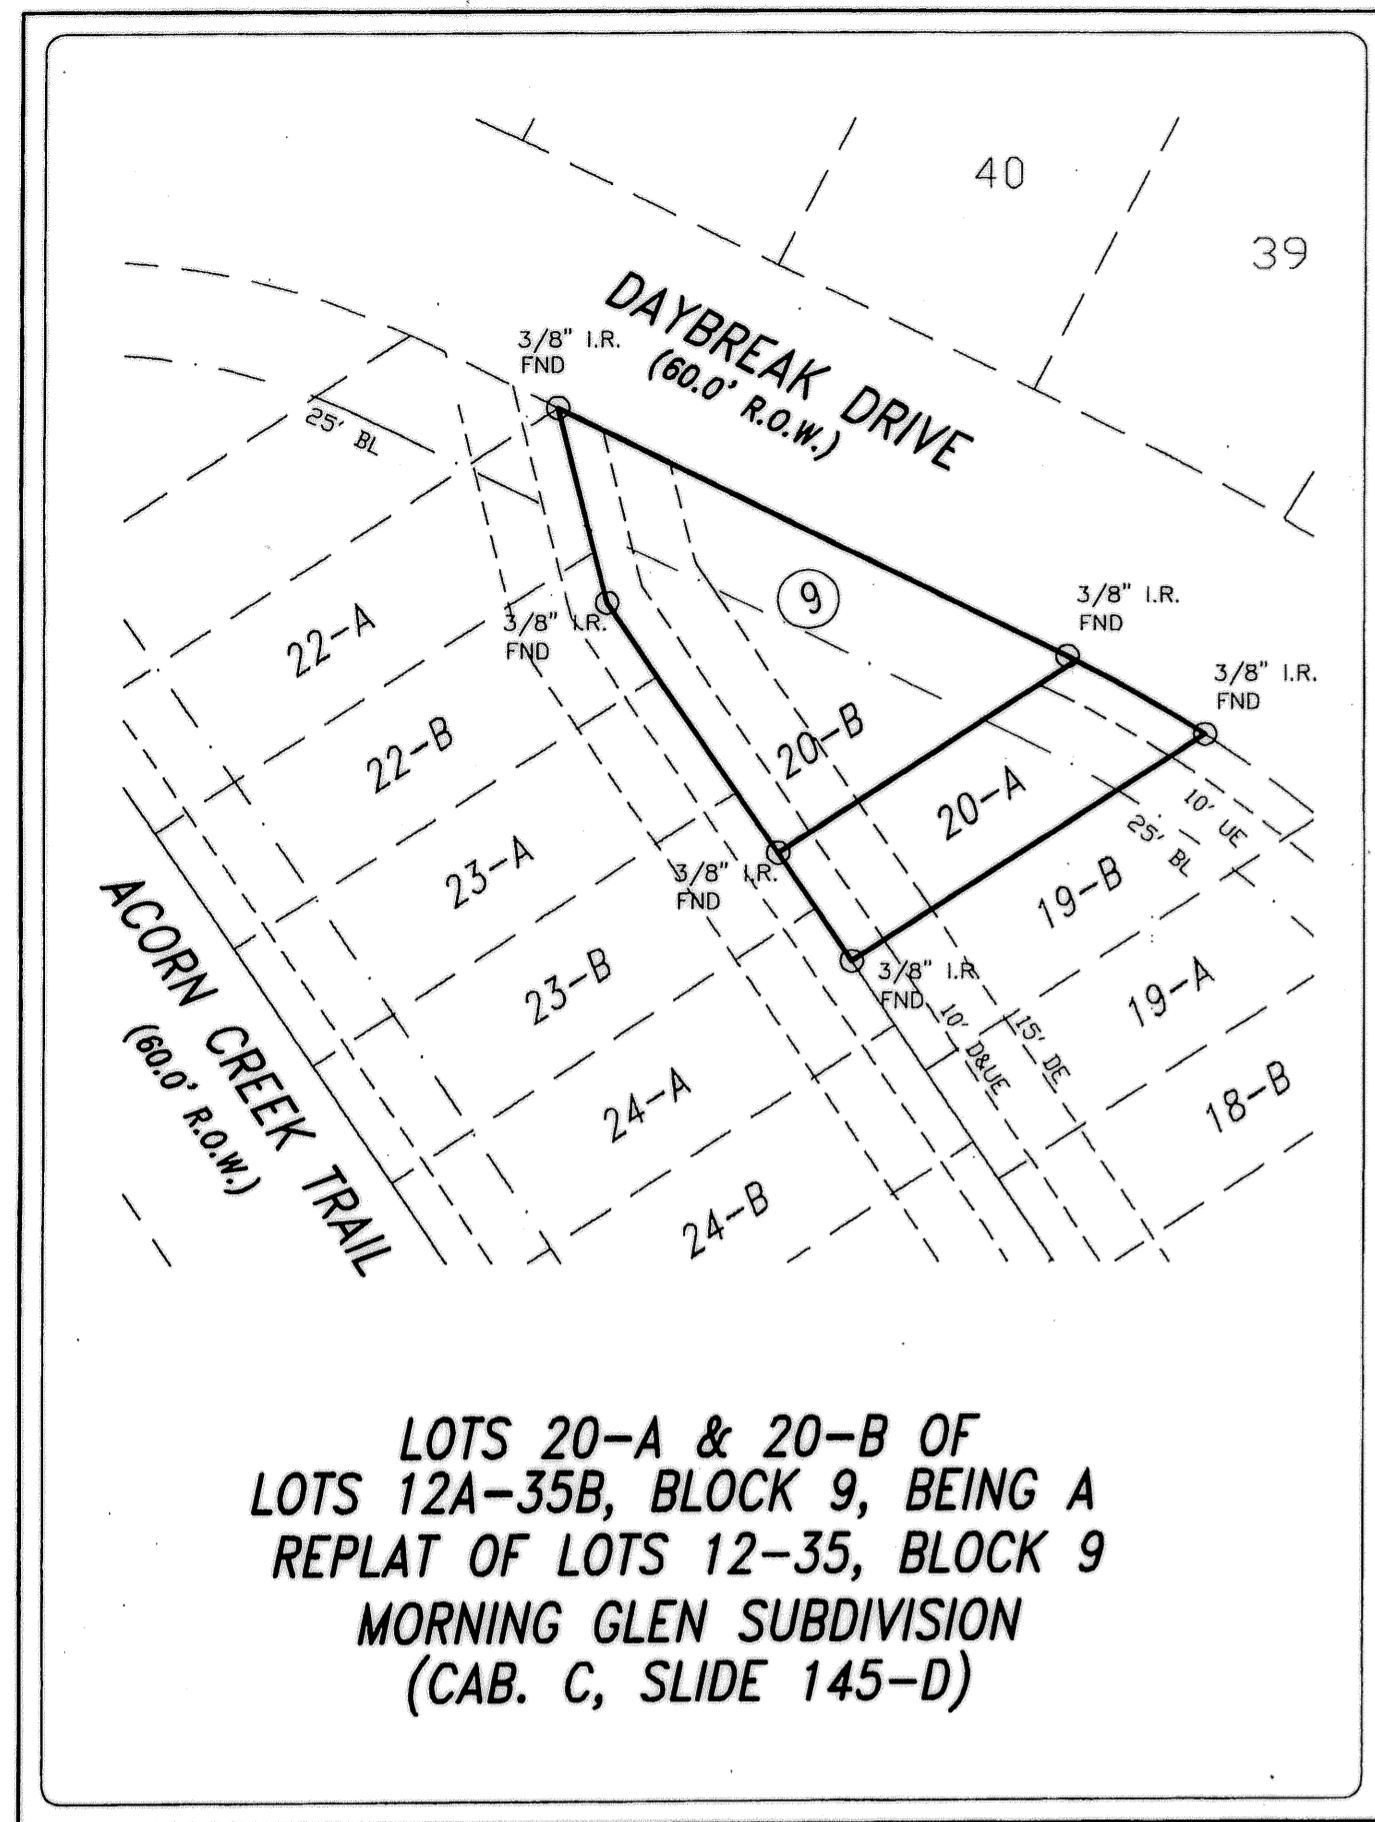 40
39
DAYBREAK DRIVE
(60.0' R.O.W.)
3/8" I.R.
FND
25' BL
9
3/8" I.R.
FND
3/8" I.R.
FND
22-A
3/8" I.R.
FND
20-B
22-B
20-A
10' UE
25' BL
23-A
3/8" I.R.
FND
19-B
ACORN CREEK TRAIL
(60.0' R.O.W.)
23-B
3/8" I.R.
FND
19-A
10' D&UE
15' DE
24-A
18-B
24-B
LOTS 20-A & 20-B OF
LOTS 12A-35B, BLOCK 9, BEING A
REPLAT OF LOTS 12-35, BLOCK 9
MORNING GLEN SUBDIVISION
(CAB. C, SLIDE 145-D)